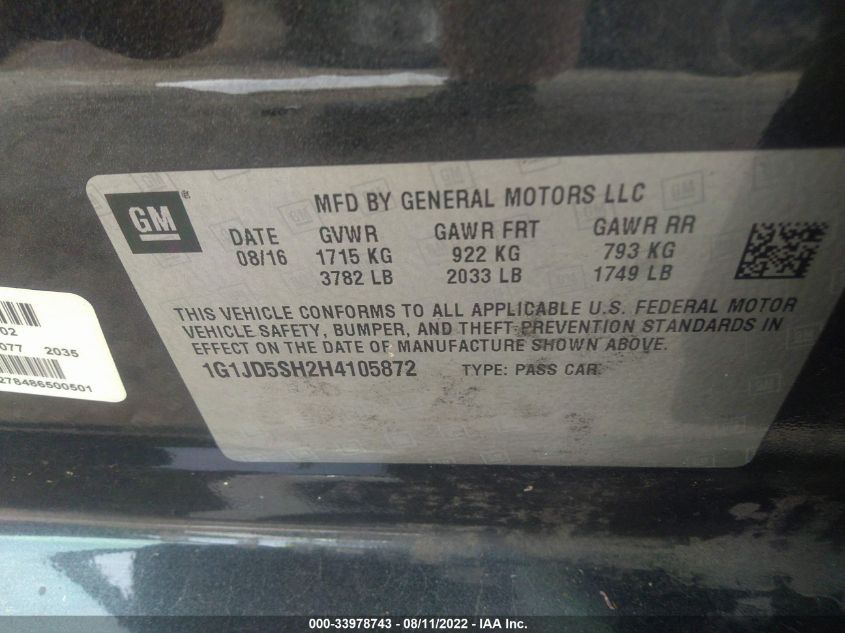 MFD BY GENERAL MOTORS LLC
GM ®
DATE GVWR GAWR FRT GAWR RR
08/16 1715 KG 922 KG 793 KG
3782 LB 2033 LB 1749 LB
THIS VEHICLE CONFORMS TO ALL APPLICABLE U.S. FEDERAL MOTOR
VEHICLE SAFETY, BUMPER, AND THEFT PREVENTION STANDARDS IN
EFFECT ON THE DATE OF MANUFACTURE SHOWN ABOVE.
1G1JD5SH2H4105872 TYPE: PASS CAR
02
077 2035
278486500501
000-33978743 - 08/11/2022 - IAA Inc.